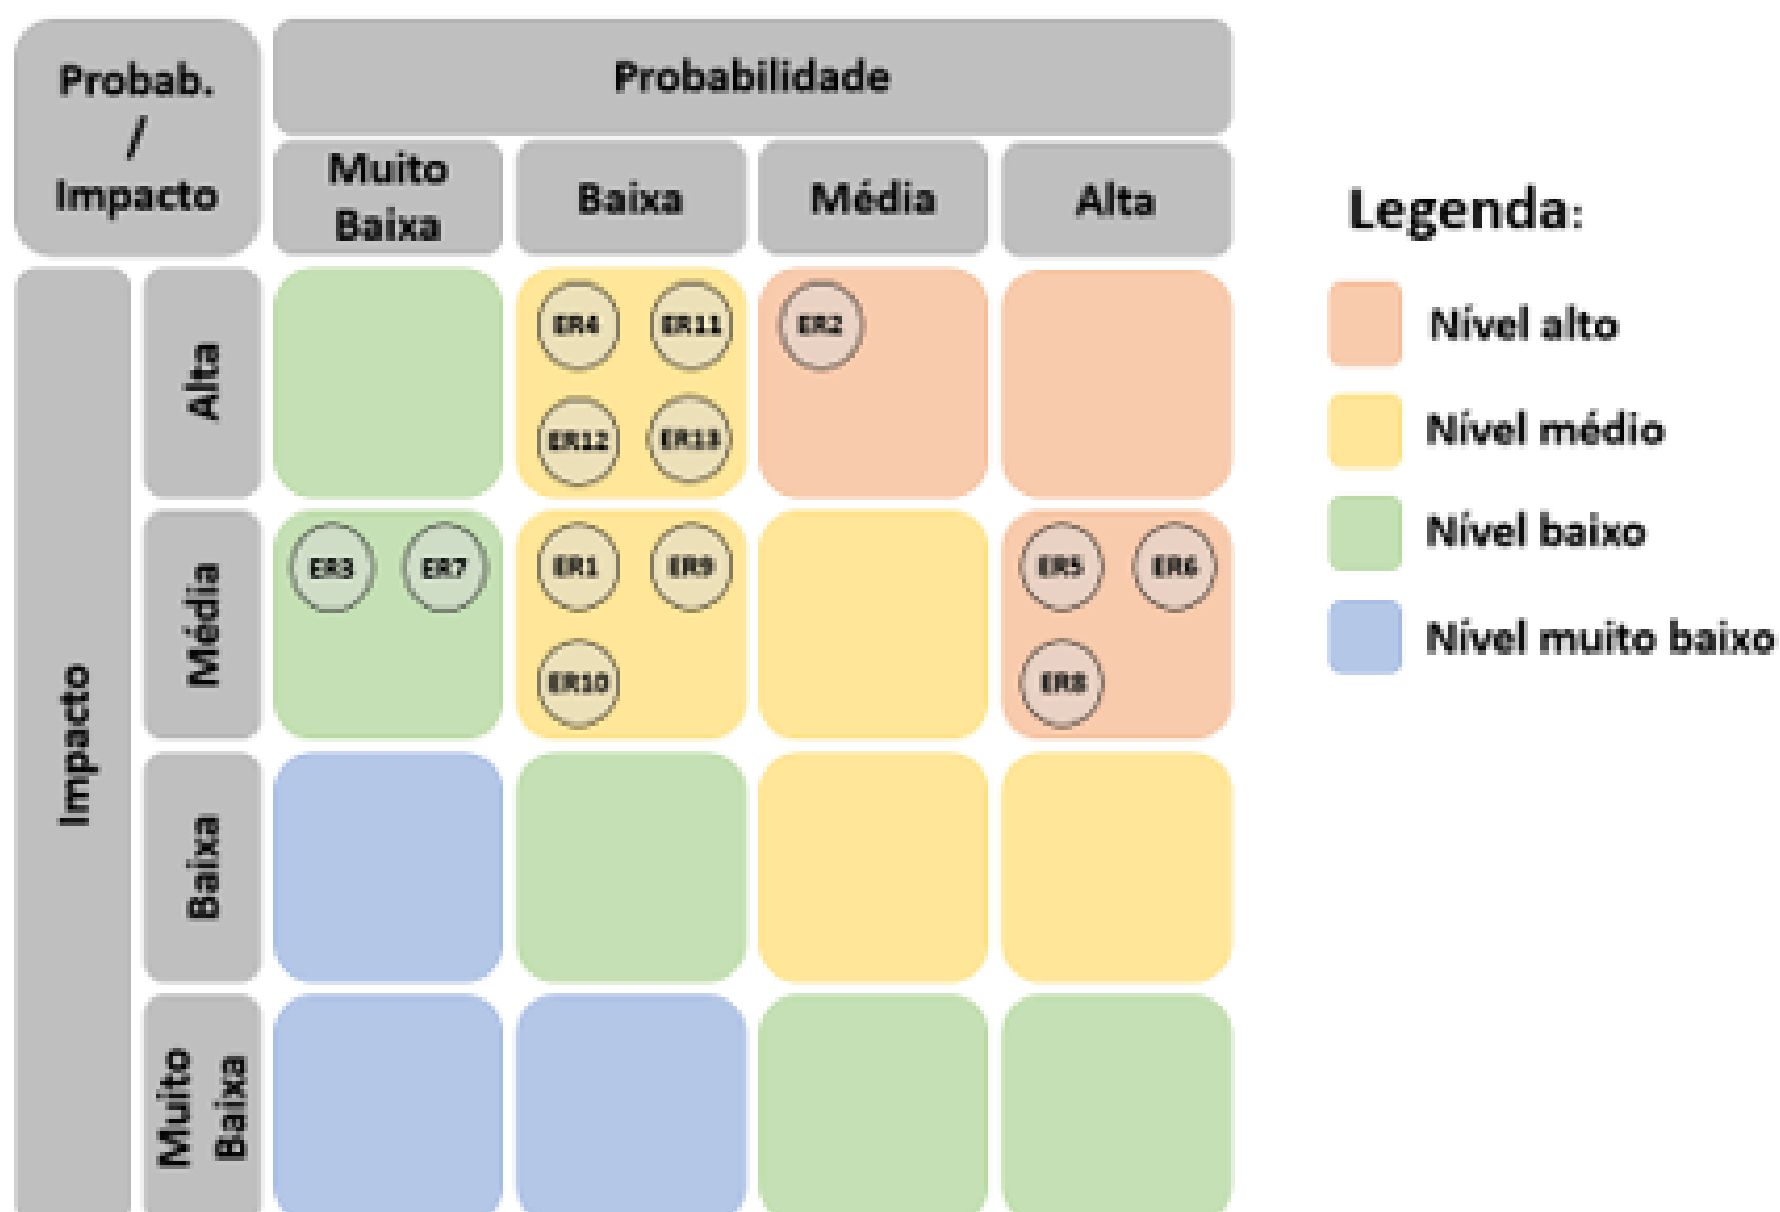 Probab.
/
Impacto
Probabilidade
Muito
Baixa
Baixa
Média
Alta
Legenda:
Nível alto
Nível médio
Nível baixo
Nível muito baixo
Impacto
Alta
ER4
ER11
ER2
ER12
ER13
Média
ER3
ER7
ER1
ER9
ER5
ER6
ER10
ER8
Baixa
Muito
Baixa